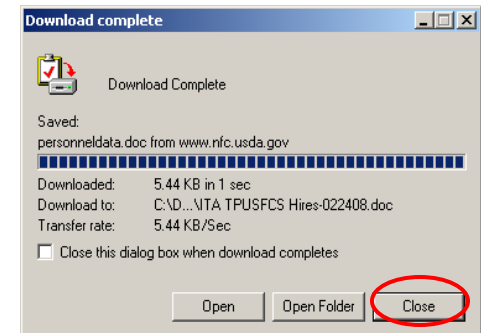 Download complete
Download Complete
Saved:
personneldata.doc from www.nfc.usda.gov
Downloaded: 5.44 KB in 1 sec
Download to: C:\D...\ITA TPUSFCS Hires-022408.doc
Transfer rate: 5.44 KB/Sec
Close this dialog box when download completes
Open Open Folder Close